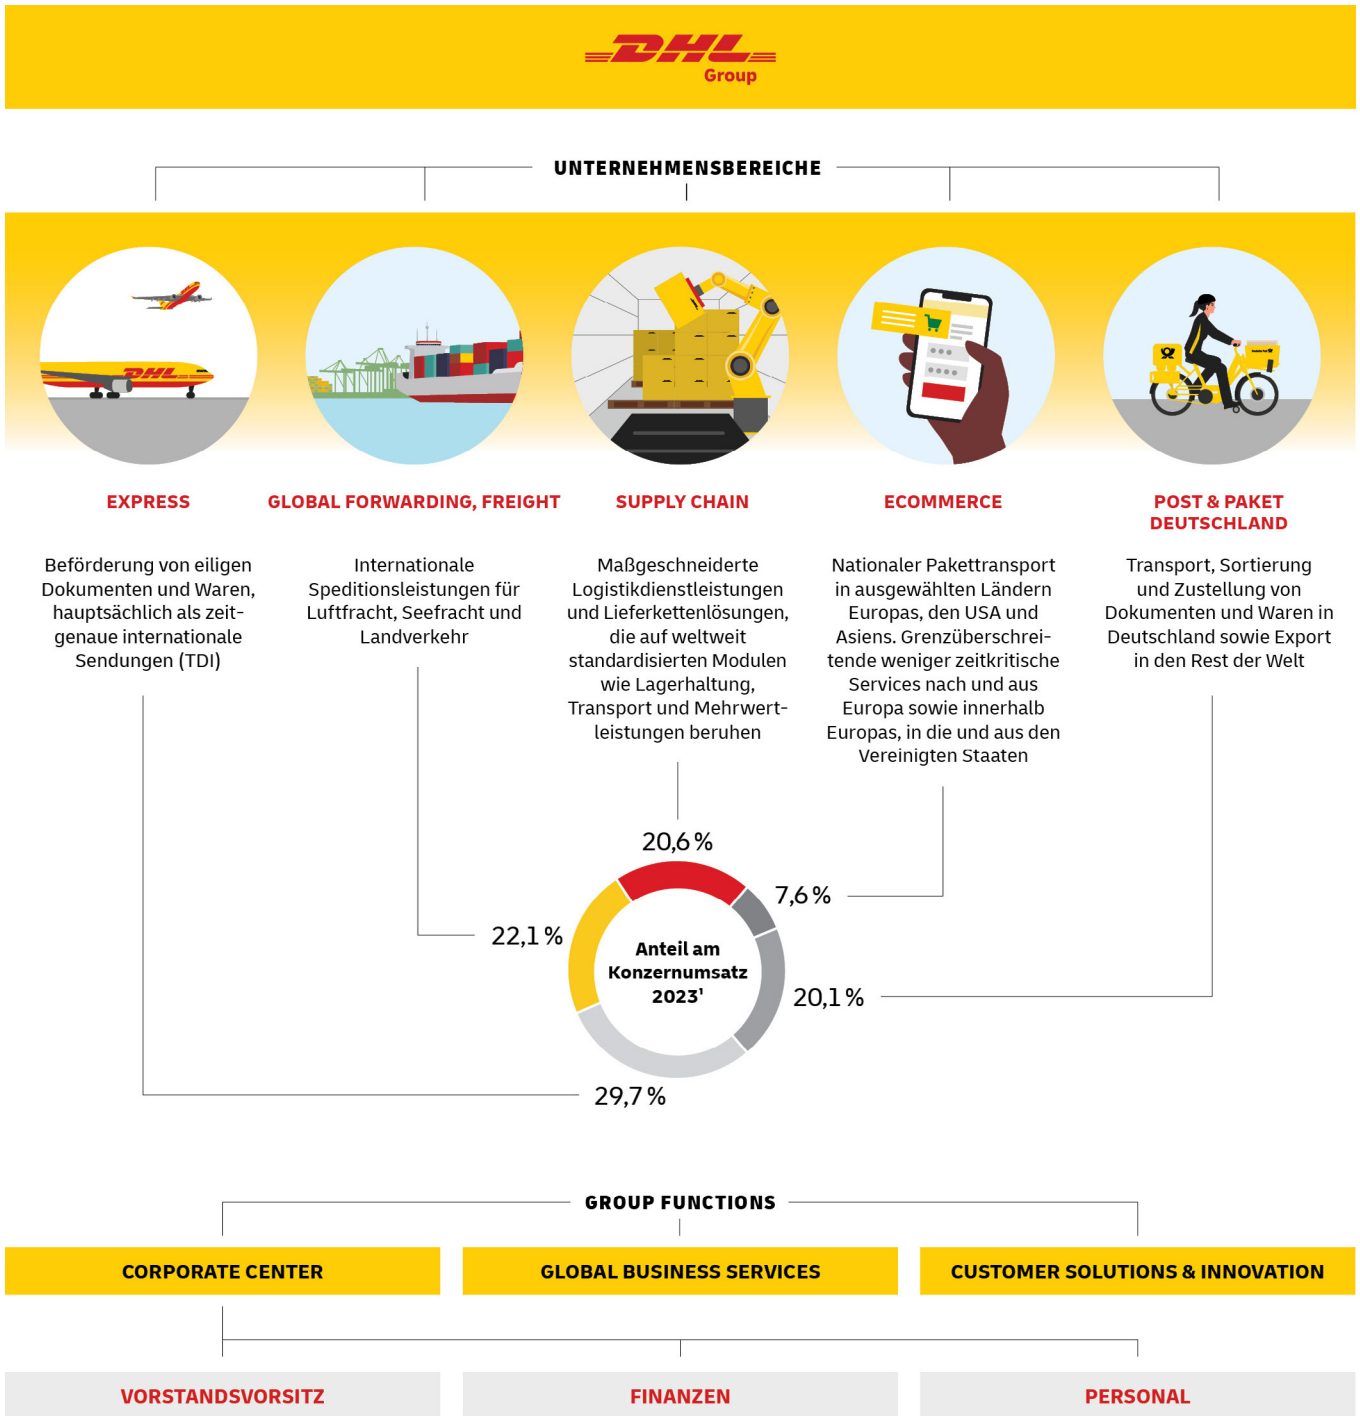 DHL
Group
UNTERNEHMENSBEREICHE
DHL
EXPRESS
Beförderung von eiligen
Dokumenten und Waren,
hauptsächlich als zeit-
genaue internationale
Sendungen (TDI)
GLOBAL FORWARDING, FREIGHT
Internationale
Speditionsleistungen für
Luftfracht, Seefracht und
Landverkehr
SUPPLY CHAIN
Maßgeschneiderte
Logistikdienstleistungen
und Lieferkettenlösungen,
die auf weltweit
standardisierten Modulen
wie Lagerhaltung,
Transport und Mehrwert-
leistungen beruhen
ECOMMERCE
Nationaler Pakettransport
in ausgewählten Ländern
Europas, den USA und
Asiens. Grenzüberschrei-
tende weniger zeitkritische
Services nach und aus
Europa sowie innerhalb
Europas, in die und aus den
Vereinigten Staaten
POST & PAKET
DEUTSCHLAND
Transport, Sortierung
und Zustellung von
Dokumenten und Waren in
Deutschland sowie Export
in den Rest der Welt
20,6 %
7,6 %
22,1 %
Anteil am
Konzernumsatz
2023¹
20,1 %
29,7 %
GROUP FUNCTIONS
CORPORATE CENTER
GLOBAL BUSINESS SERVICES
CUSTOMER SOLUTIONS & INNOVATION
VORSTANDSVORSITZ
FINANZEN
PERSONAL